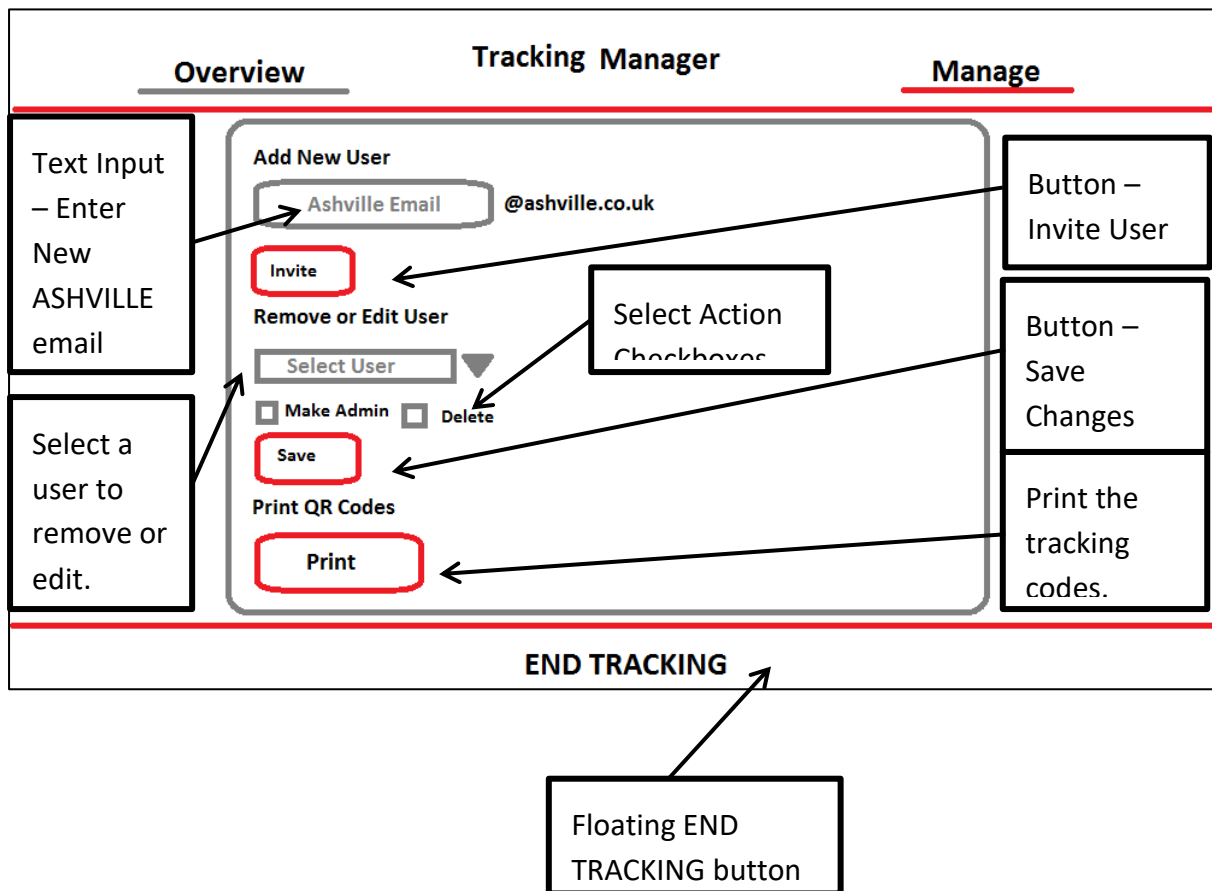 Overview
Tracking Manager
Manage
Text Input
– Enter
New
ASHVILLE
email
Select a
user to
remove or
edit.
Add New User
Ashville Email @ashville.co.uk
Invite
Remove or Edit User
Select User
Make Admin Delete
Save
Print QR Codes
Print
Select Action
Checkboxes
Button –
Invite User
Button –
Save
Changes
Print the
tracking
codes.
END TRACKING
Floating END
TRACKING button